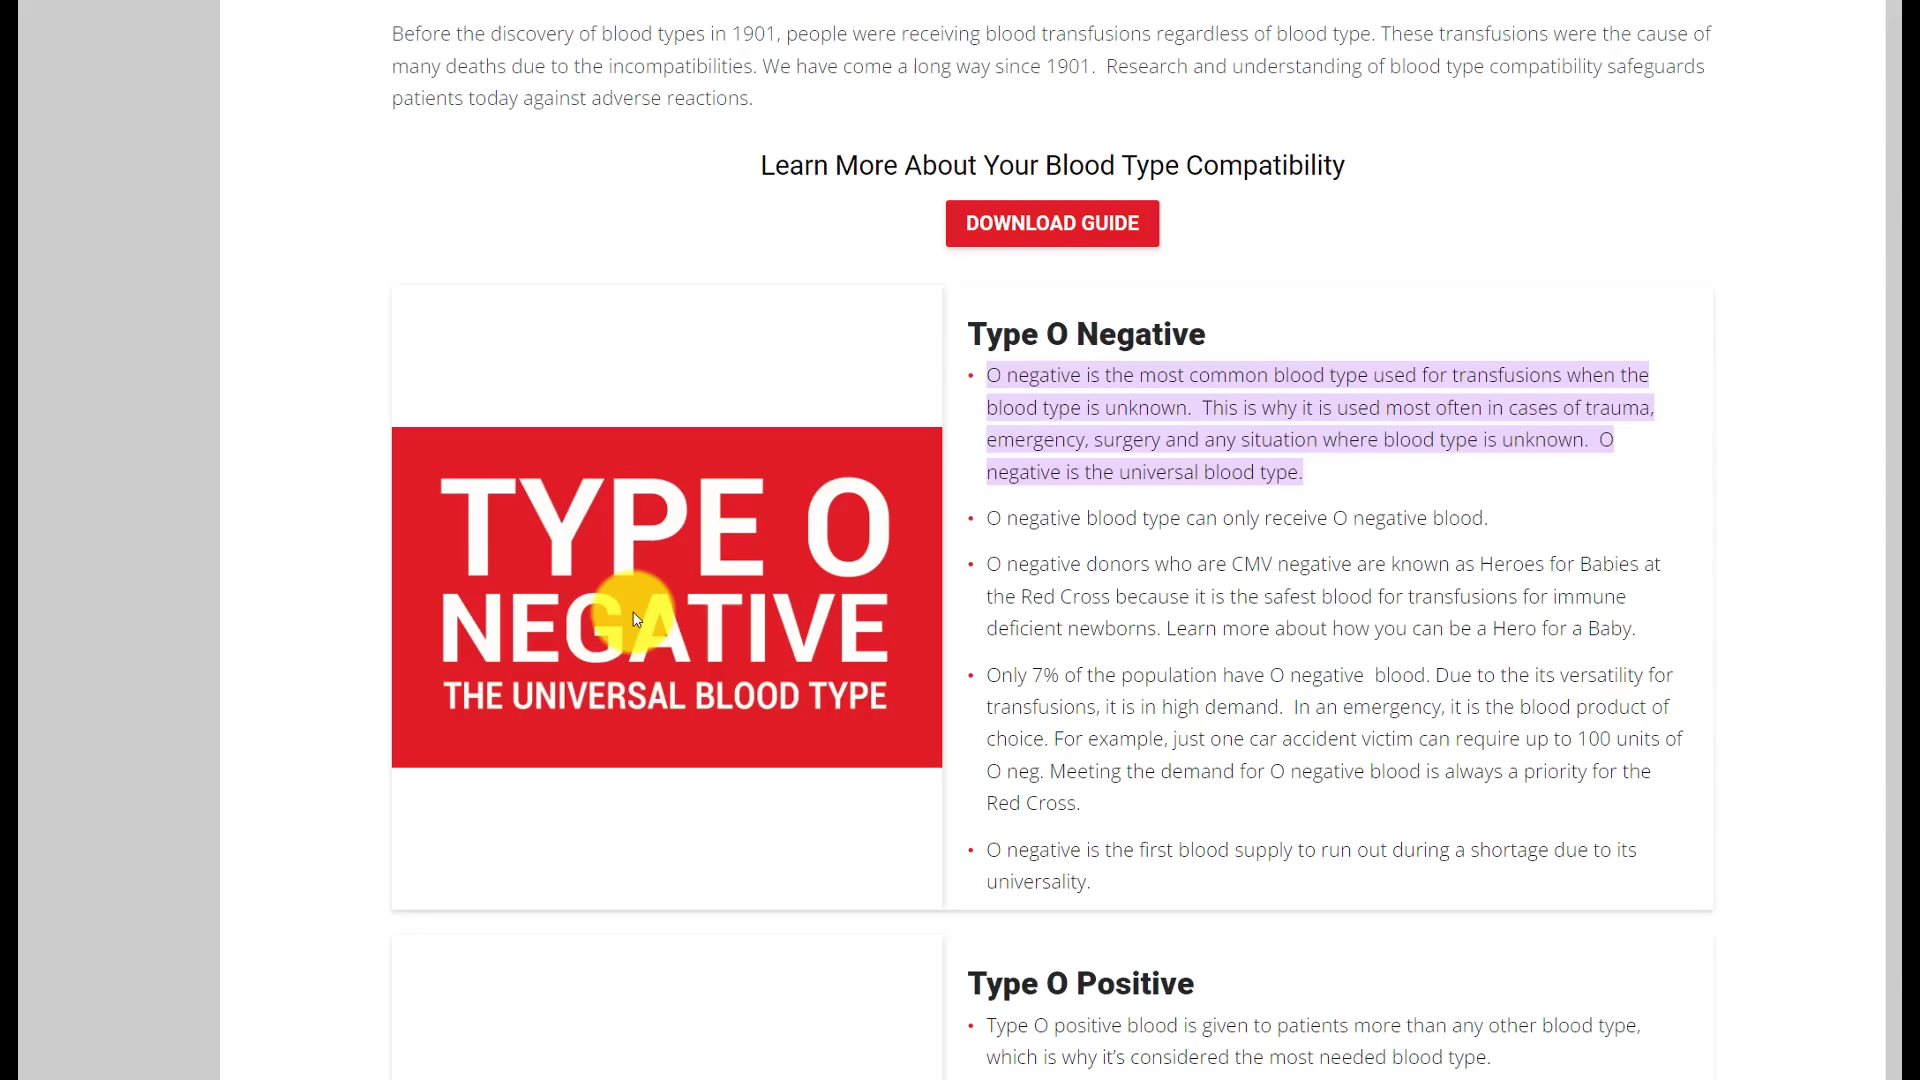 Before the discovery of blood types in 1901, people were receiving blood transfusions regardless of blood type. These transfusions were the cause of
many deaths due to the incompatibilities. We have come a long way since 1901.  Research and understanding of blood type compatibility safeguards
patients today against adverse reactions.
Learn More About Your Blood Type Compatibility
DOWNLOAD GUIDE
TYPE O
NEGATIVE
THE UNIVERSAL BLOOD TYPE
Type O Negative
• O negative is the most common blood type used for transfusions when the
blood type is unknown.  This is why it is used most often in cases of trauma,
emergency, surgery and any situation where blood type is unknown.  O
negative is the universal blood type.
• O negative blood type can only receive O negative blood.
• O negative donors who are CMV negative are known as Heroes for Babies at
the Red Cross because it is the safest blood for transfusions for immune
deficient newborns. Learn more about how you can be a Hero for a Baby.
• Only 7% of the population have O negative  blood. Due to the its versatility for
transfusions, it is in high demand.  In an emergency, it is the blood product of
choice. For example, just one car accident victim can require up to 100 units of
O neg. Meeting the demand for O negative blood is always a priority for the
Red Cross.
• O negative is the first blood supply to run out during a shortage due to its
universality.
Type O Positive
• Type O positive blood is given to patients more than any other blood type,
which is why it’s considered the most needed blood type.